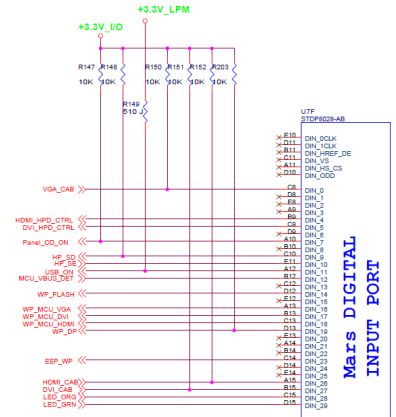 +3.3V_LPM
+3.3V_I/O
R147 R148 R150 R151 R152 R203
10K 10K 10K 10K 10K 10K
R149
510 J
U7F
STDP8028-AB
E10 DIN_0CLK
D11 DIN_1CLK
B11 DIN_HREF_DE
C11 DIN_VS
A11 DIN_HS_CS
D10 DIN_ODD
VGA_CAB C8 DIN_0
D8 DIN_1
E8 DIN_2
A9 DIN_3
HDMI_HPD_CTRL B9 DIN_4
DVI_HPD_CTRL C9 DIN_5
D9 DIN_6
Panel_OD_ON A10 DIN_7
B10 DIN_8
HP_SD C10 DIN_9
HP_SE E11 DIN_10
USB_ON A12 DIN_11
MCU_VBUS_DET B12 DIN_12
C12 DIN_13
WP_FLASH D12 DIN_14
E12 DIN_15
WP_MCU_VGA A13 DIN_16
WP_MCU_DVI B13 DIN_17
WP_MCU_HDMI C13 DIN_18
WP_DP D13 DIN_19
E13 DIN_20
A14 DIN_21
B14 DIN_22
EEP_WP C14 DIN_23
D14 DIN_24
E14 DIN_25
HDMI_CAB A15 DIN_26
DVI_CAB B15 DIN_27
LED_ORG C15 DIN_28
LED_GRN D15 DIN_29
Mars DIGITAL
INPUT PORT